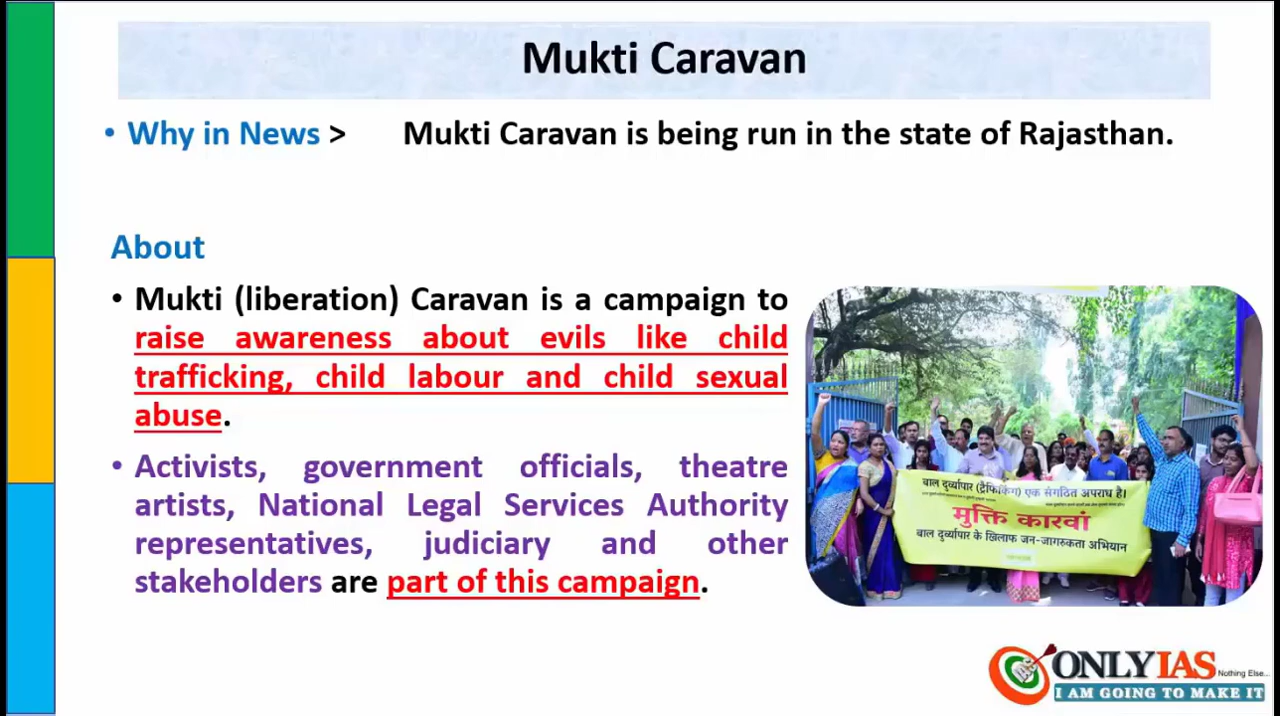 Mukti Caravan
• Why in News > Mukti Caravan is being run in the state of Rajasthan.
About
• Mukti (liberation) Caravan is a campaign to
raise awareness about evils like child
trafficking, child labour and child sexual
abuse.
• Activists, government officials, theatre
artists, National Legal Services Authority
representatives, judiciary and other
stakeholders are part of this campaign.
बाल दुर्व्यापार (ट्रैफिकिंग) एक संगठित अपराध है।
मुक्ति कारवां
बाल दुर्व्यापार के खिलाफ जन-जागरुकता अभियान
ONLYIAS Nothing Else...
I AM GOING TO MAKE IT